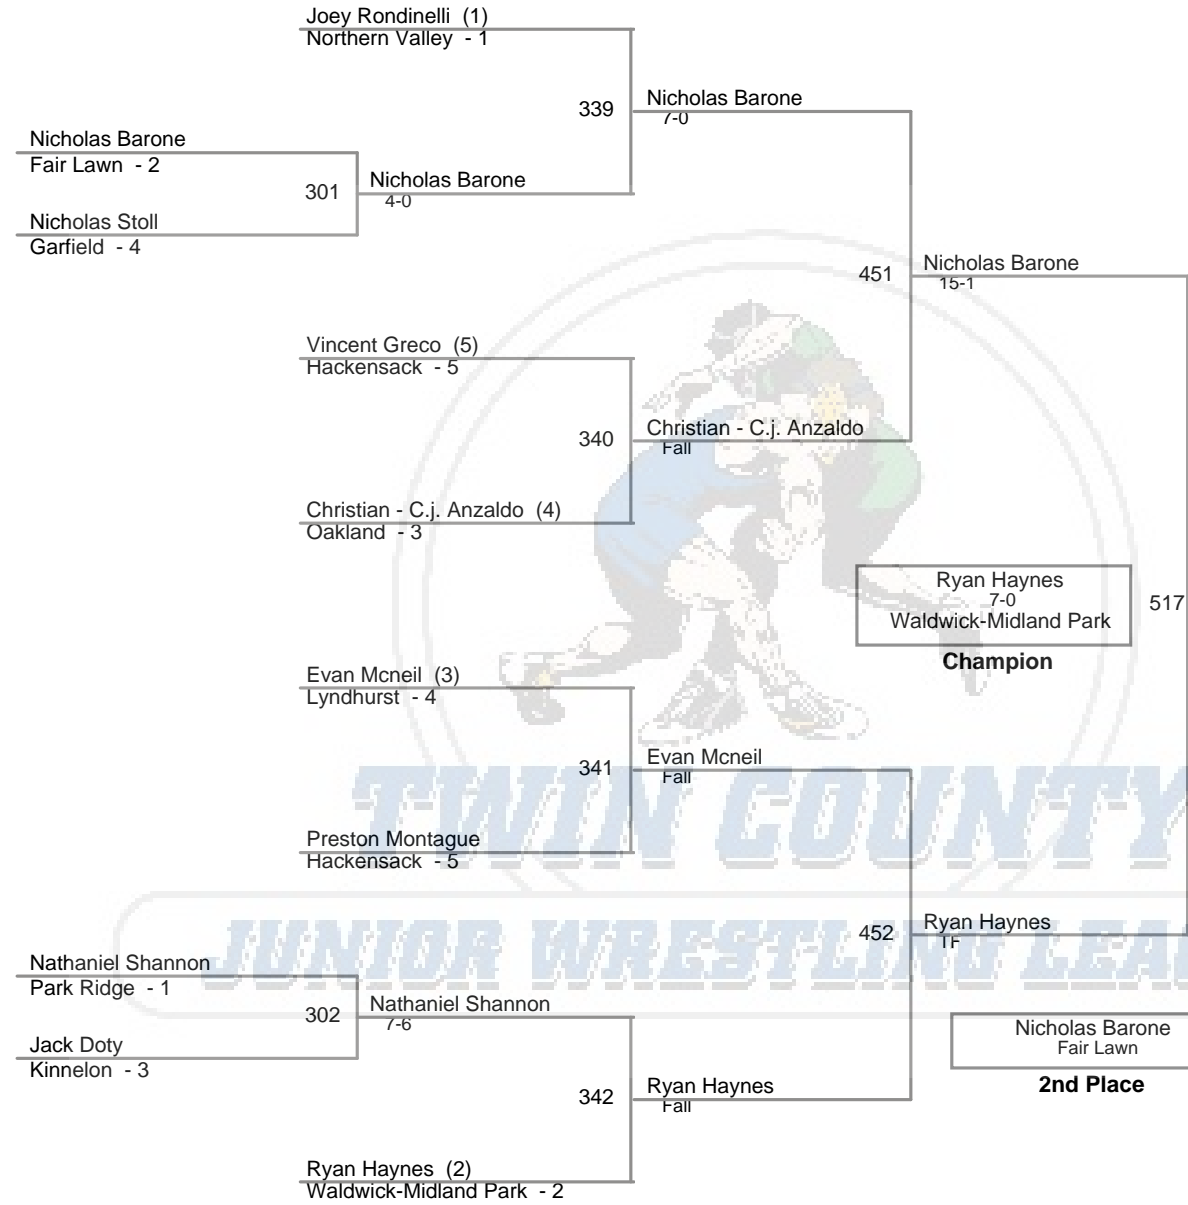 Joey Rondinelli (1)
Northern Valley - 1
339
Nicholas Barone
7-0
Nicholas Barone
Fair Lawn - 2
301
Nicholas Barone
4-0
Nicholas Stoll
Garfield - 4
451
Nicholas Barone
15-1
Vincent Greco (5)
Hackensack - 5
340
Christian - C.j. Anzaldo
Fall
Christian - C.j. Anzaldo (4)
Oakland - 3
Ryan Haynes
7-0
Waldwick-Midland Park
517
Champion
Evan Mcneil (3)
Lyndhurst - 4
341
Evan Mcneil
Fall
TWIN COUNTY
Preston Montague
Hackensack - 5
452
Ryan Haynes
TF
JUNIOR WRESTLING LEA
Nathaniel Shannon
Park Ridge - 1
302
Nathaniel Shannon
7-6
Jack Doty
Kinnelon - 3
Nicholas Barone
Fair Lawn
2nd Place
342
Ryan Haynes
Fall
Ryan Haynes (2)
Waldwick-Midland Park - 2